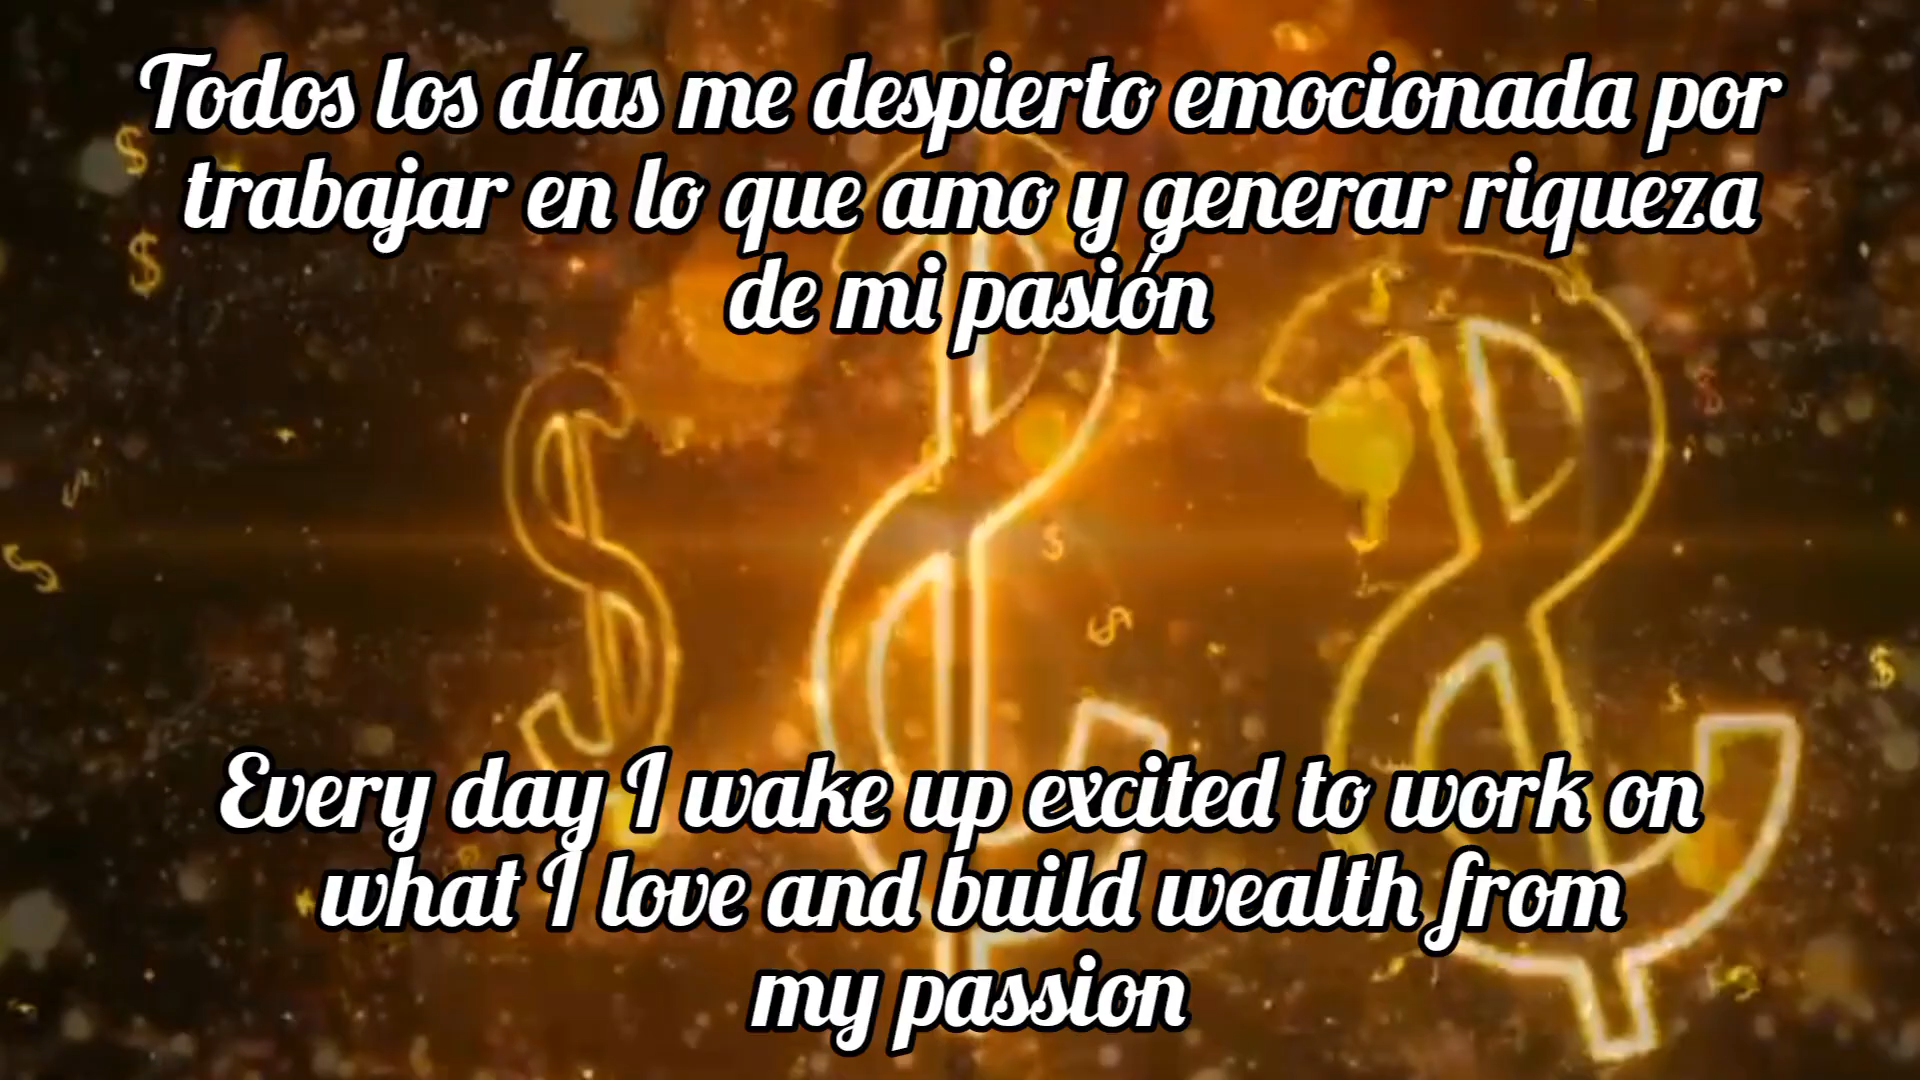 Todos los días me despierto emocionada por
trabajar en lo que amo y generar riqueza
de mi pasión
Every day I wake up excited to work on
what I love and build wealth from
my passion